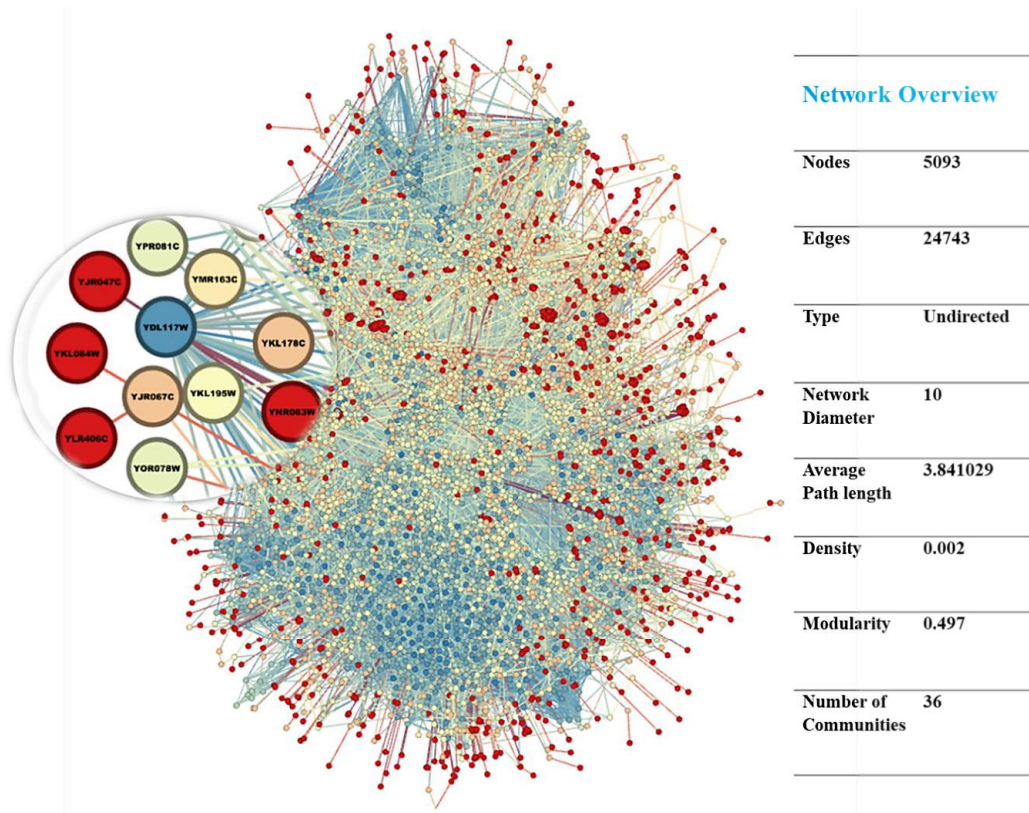 YPR081C
YJR047C
YMR163C
YDL117W
YKL178C
YKL084W
YJR067C
YKL195W
YNR063W
YLR406C
YOR078W
Network Overview
Nodes 5093
Edges 24743
Type Undirected
Network 10
Diameter
Average 3.841029
Path length
Density 0.002
Modularity 0.497
Number of 36
Communities